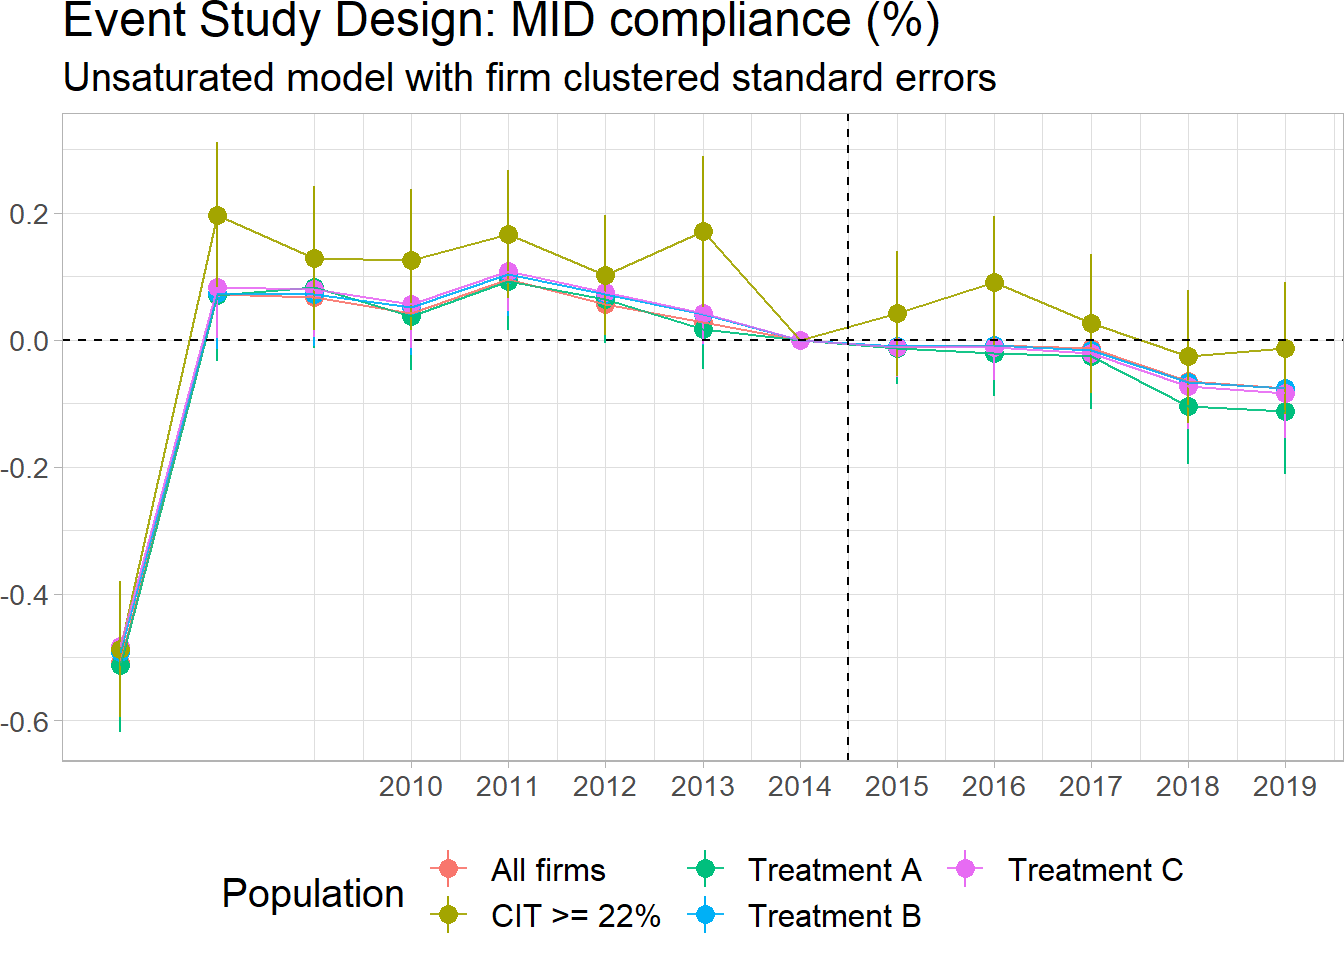 Event Study Design: MID compliance (%)
Unsaturated model with firm clustered standard errors
0.2
0.0
-0.2
-0.4
-0.6
2010 2011 2012 2013 2014 2015 2016 2017 2018 2019
Population
All firms Treatment A Treatment C
CIT >= 22% Treatment B